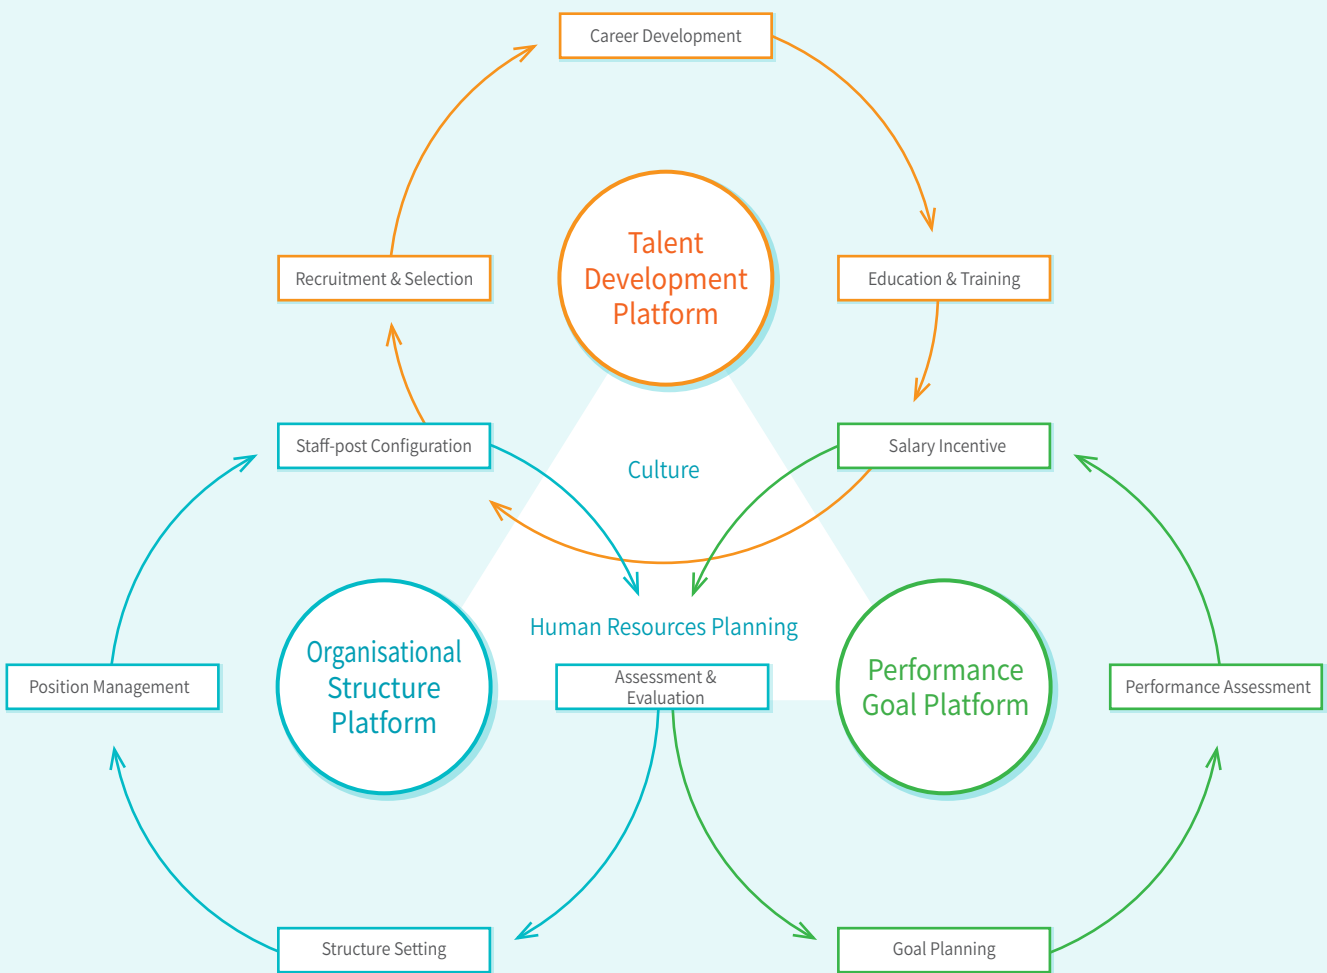 Career Development
Talent
Development
Platform
Recruitment & Selection
Education & Training
Staff-post Configuration
Culture
Salary Incentive
Human Resources Planning
Organisational
Structure
Platform
Position Management
Assessment &
Evaluation
Performance
Goal Platform
Performance Assessment
Structure Setting
Goal Planning